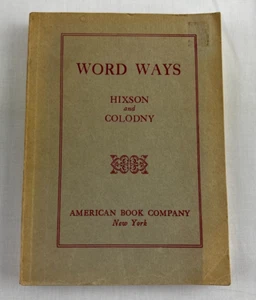 WORD WAYS
HIXSON
and
COLODNY
AMERICAN BOOK COMPANY
New York